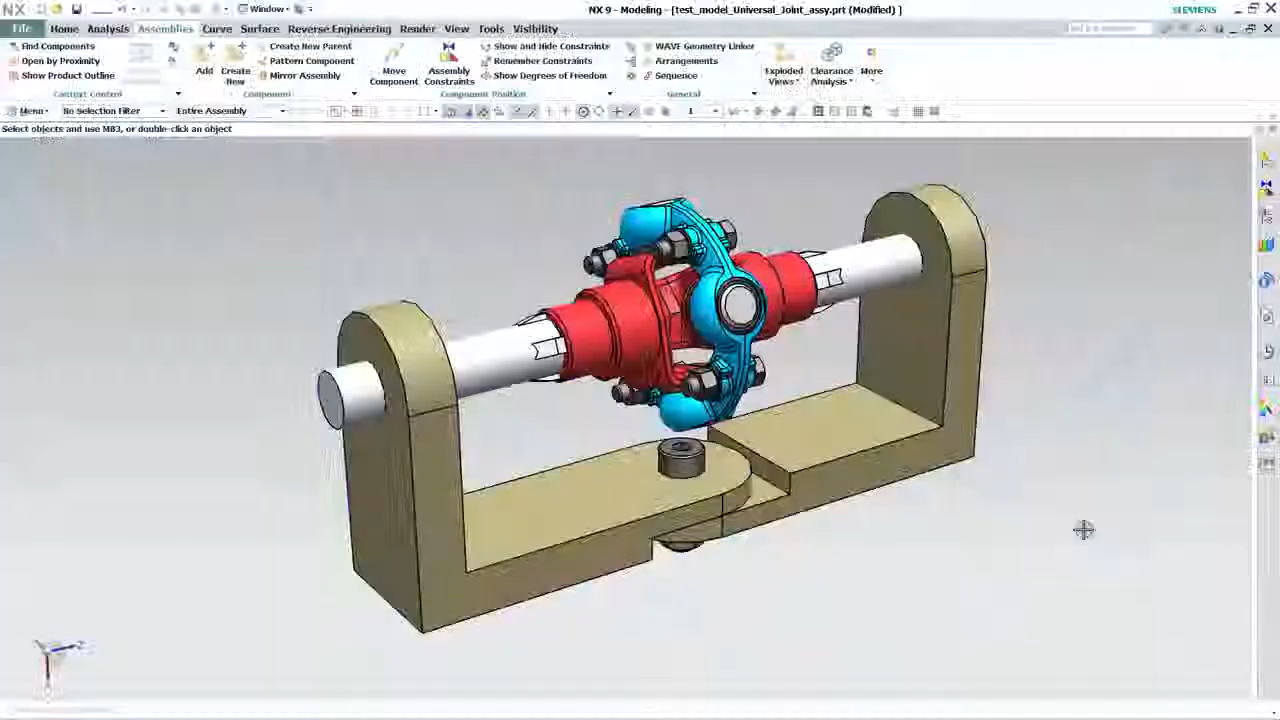 NX
Window
NX 9 - Modeling - [test_model_Universal_Joint_assy.prt (Modified) ]
SIEMENS
File Home Analysis Assemblies Curve Surface Reverse Engineering Render View Tools Visibility
Find Components
Open by Proximity
Show Product Outline
Context Control
Add
Create New
Create New Parent
Pattern Component
Mirror Assembly
Component
Move Component
Assembly Constraints
Show and Hide Constraints
Remember Constraints
Show Degrees of Freedom
Component Position
WAVE Geometry Linker
Arrangements
Sequence
General
Exploded Views
Clearance Analysis
More
Menu No Selection Filter Entire Assembly 1
Select objects and use MB3, or double-click an object